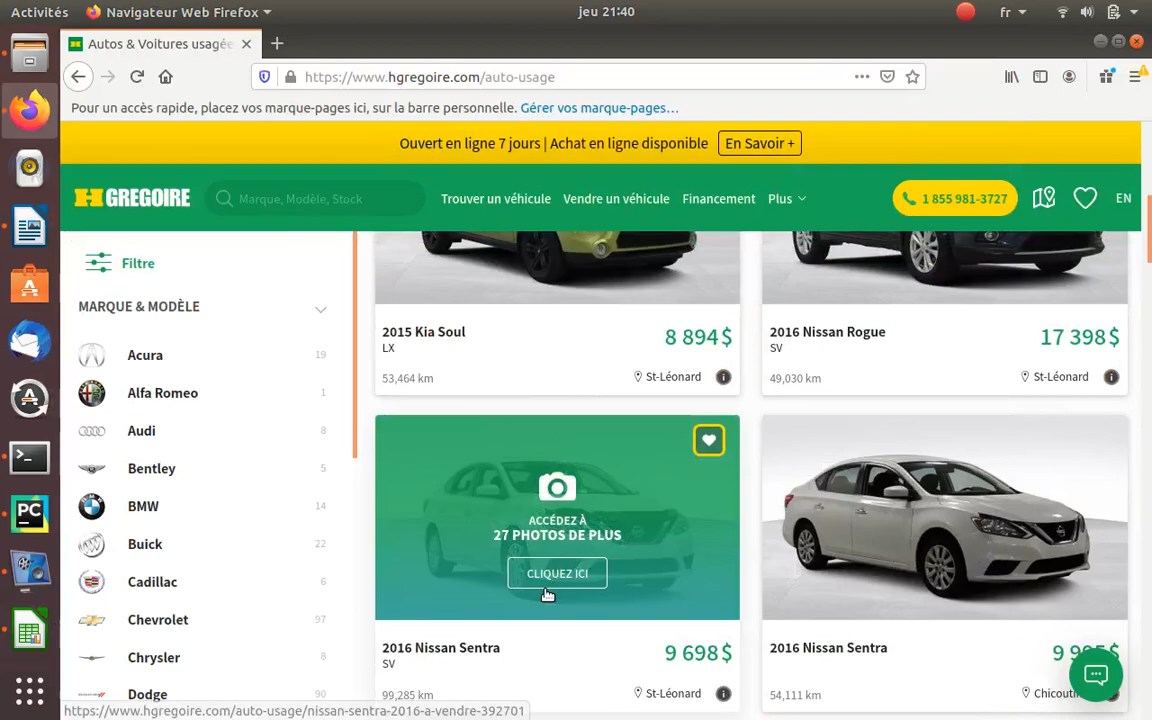 Activités
Navigateur Web Firefox
jeu 21:40
fr
Autos & Voitures usagée
https://www.hgregoire.com/auto-usage
Pour un accès rapide, placez vos marque-pages ici, sur la barre personnelle. Gérer vos marque-pages…
Ouvert en ligne 7 jours | Achat en ligne disponible
En Savoir +
H GREGOIRE
Marque, Modèle, Stock
Trouver un véhicule
Vendre un véhicule
Financement
Plus
1 855 981-3727
EN
Filtre
MARQUE & MODÈLE
Acura 19
Alfa Romeo 1
Audi 8
Bentley 5
BMW 14
Buick 22
Cadillac 6
Chevrolet 97
Chrysler 8
Dodge 90
2015 Kia Soul
LX
8 894 $
53,464 km
St-Léonard
2016 Nissan Rogue
SV
17 398 $
49,030 km
St-Léonard
ACCÉDEZ À
27 PHOTOS DE PLUS
CLIQUEZ ICI
2016 Nissan Sentra
SV
9 698 $
99,285 km
St-Léonard
2016 Nissan Sentra
54,111 km
https://www.hgregoire.com/auto-usage/nissan-sentra-2016-a-vendre-392701
PC